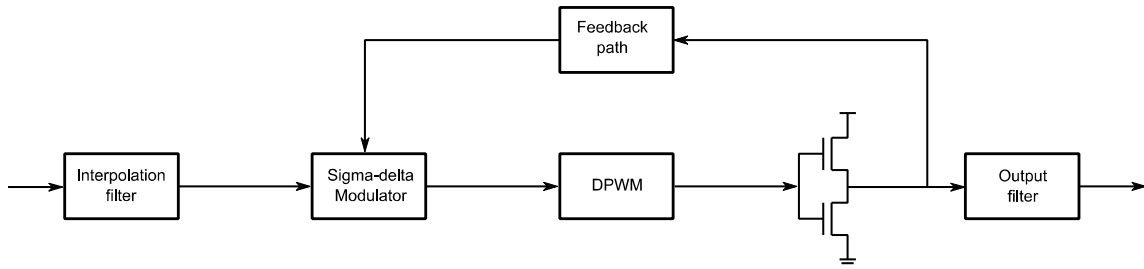 Feedback
path
Interpolation
filter
Sigma-delta
Modulator
DPWM
Output
filter